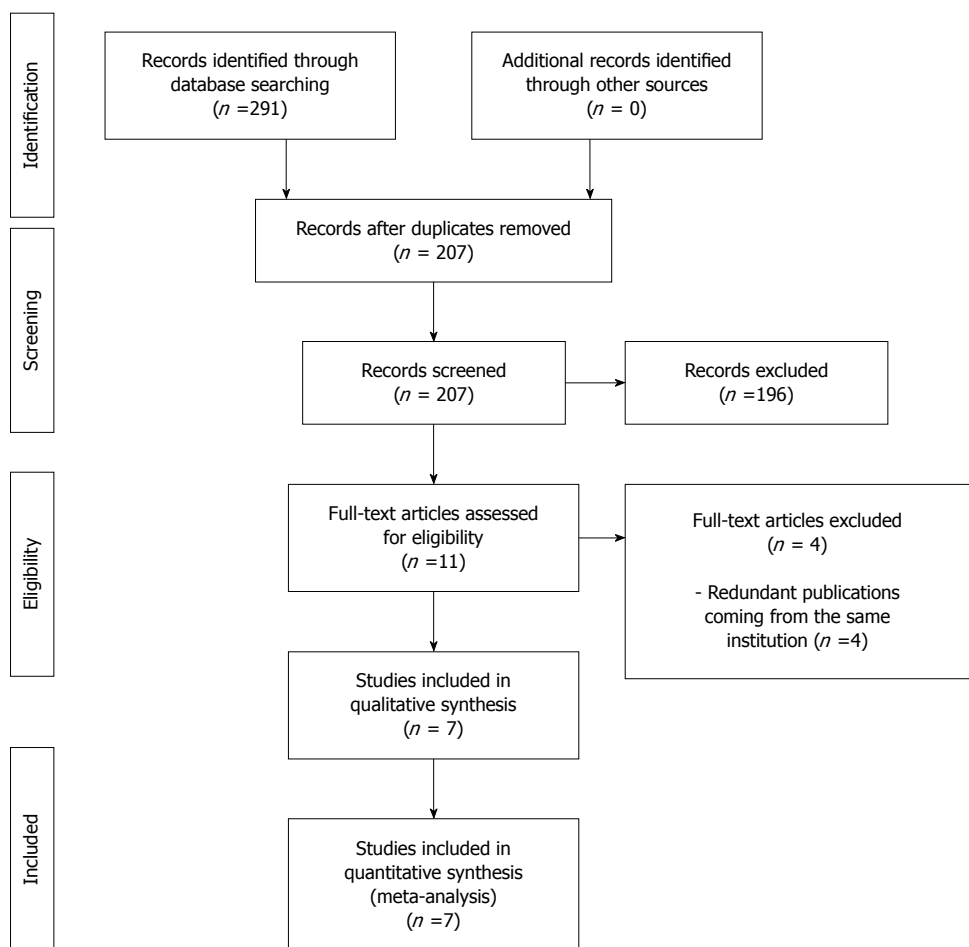 Identification
Records identified through
database searching
(n =291)
Additional records identified
through other sources
(n = 0)
Records after duplicates removed
(n = 207)
Screening
Records screened
(n = 207)
Records excluded
(n =196)
Eligibility
Full-text articles assessed
for eligibility
(n =11)
Full-text articles excluded
(n = 4)
- Redundant publications
coming from the same
institution (n =4)
Studies included in
qualitative synthesis
(n = 7)
Included
Studies included in
quantitative synthesis
(meta-analysis)
(n =7)